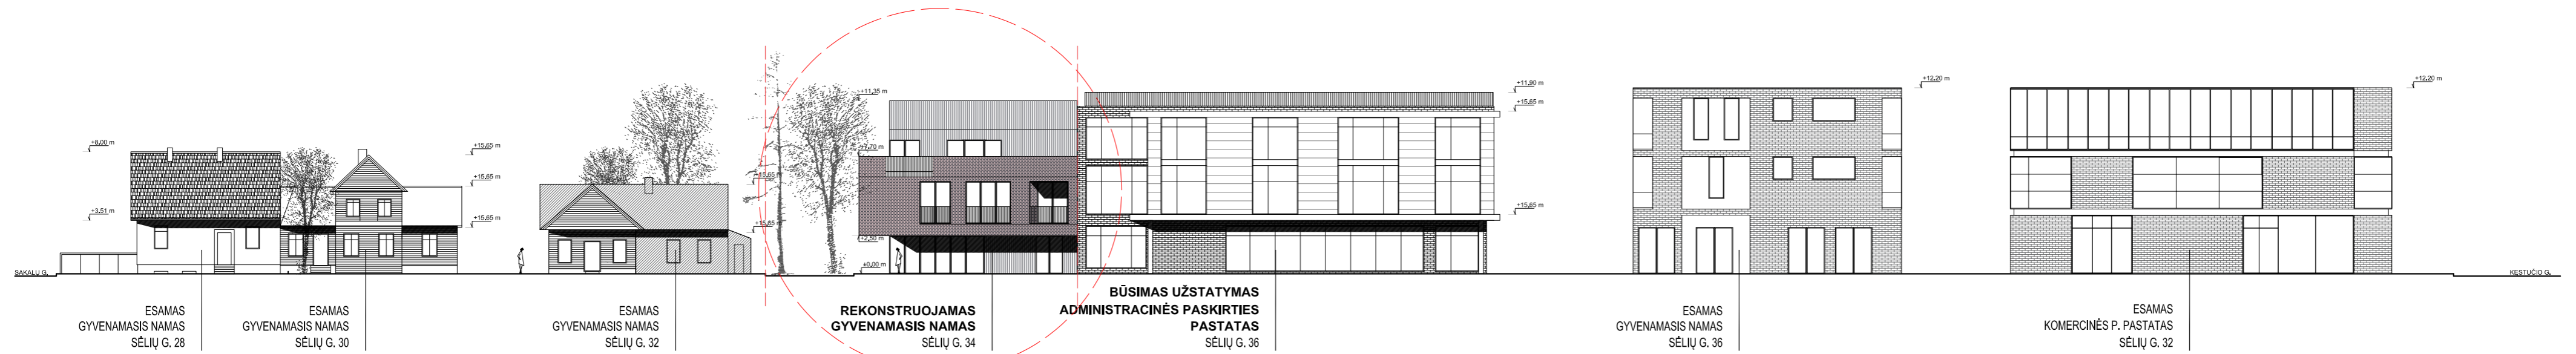 +8,00 m
+3,51 m
+15,65 m
+15,65 m
+15,65 m
+15,65 m
+15,65 m
+11,35 m
+7,70 m
+2,50 m
±0,00 m
+11,90 m
+15,65 m
+15,65 m
+12,20 m
+12,20 m
SAKALŲ G.
KĘSTUČIO G.
ESAMAS
GYVENAMASIS NAMAS
SĖLIŲ G. 28
ESAMAS
GYVENAMASIS NAMAS
SĖLIŲ G. 30
ESAMAS
GYVENAMASIS NAMAS
SĖLIŲ G. 32
REKONSTRUOJAMAS
GYVENAMASIS NAMAS
SĖLIŲ G. 34
BŪSIMAS UŽSTATYMAS
ADMINISTRACINĖS PASKIRTIES
PASTATAS
SĖLIŲ G. 36
ESAMAS
GYVENAMASIS NAMAS
SĖLIŲ G. 36
ESAMAS
KOMERCINĖS P. PASTATAS
SĖLIŲ G. 32